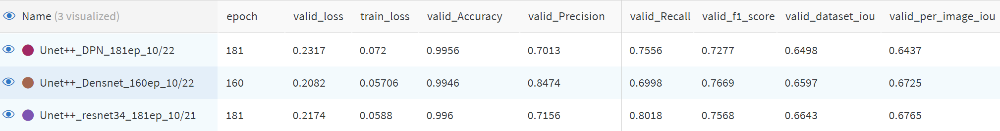 Name (3 visualized) epoch valid_loss train_loss valid_Accuracy valid_Precision valid_Recall valid_f1_score valid_dataset_iou valid_per_image_iou
Unet++_DPN_181ep_10/22 181 0.2317 0.072 0.9956 0.7013 0.7556 0.7277 0.6498 0.6437
Unet++_Densnet_160ep_10/22 160 0.2082 0.05706 0.9946 0.8474 0.6998 0.7669 0.6597 0.6725
Unet++_resnet34_181ep_10/21 181 0.2174 0.0588 0.996 0.7156 0.8018 0.7568 0.6643 0.6765